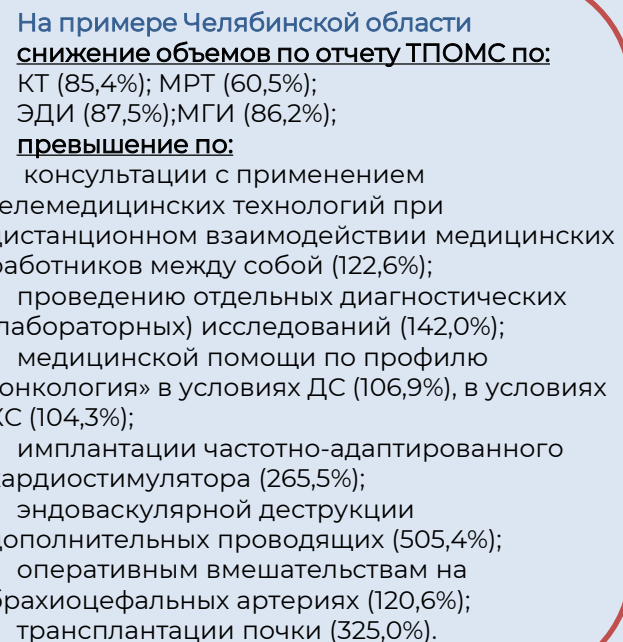 На примере Челябинской области
снижение объемов по отчету ТПОМС по:
КТ (85,4%); МРТ (60,5%);
ЭДИ (87,5%);МГИ (86,2%);
превышение по:
консультации с применением
елемедицинских технологий при
дистанционном взаимодействии медицинских
работников между собой (122,6%);
проведению отдельных диагностических
лабораторных) исследований (142,0%);
медицинской помощи по профилю
онкология» в условиях ДС (106,9%), в условиях
КС (104,3%);
имплантации частотно-адаптированного
кардиостимулятора (265,5%);
эндоваскулярной деструкции
дополнительных проводящих (505,4%);
оперативным вмешательствам на
брахиоцефальных артериях (120,6%);
трансплантации почки (325,0%).